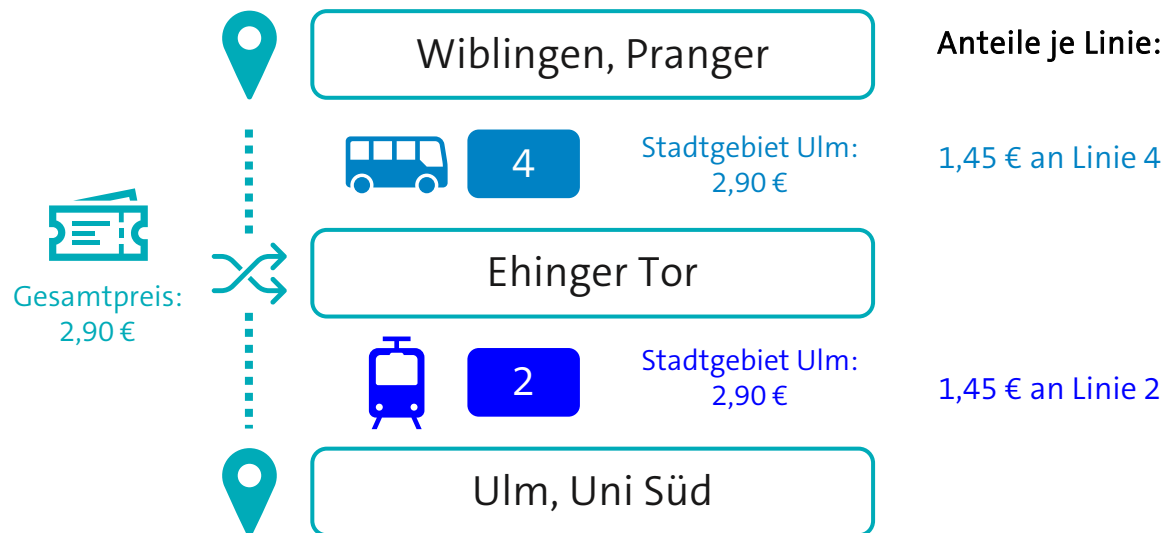 Wiblingen, Pranger
Anteile je Linie:
4
Stadtgebiet Ulm:
2,90 €
1,45 € an Linie 4
Gesamtpreis:
2,90 €
Ehinger Tor
2
Stadtgebiet Ulm:
2,90 €
1,45 € an Linie 2
Ulm, Uni Süd